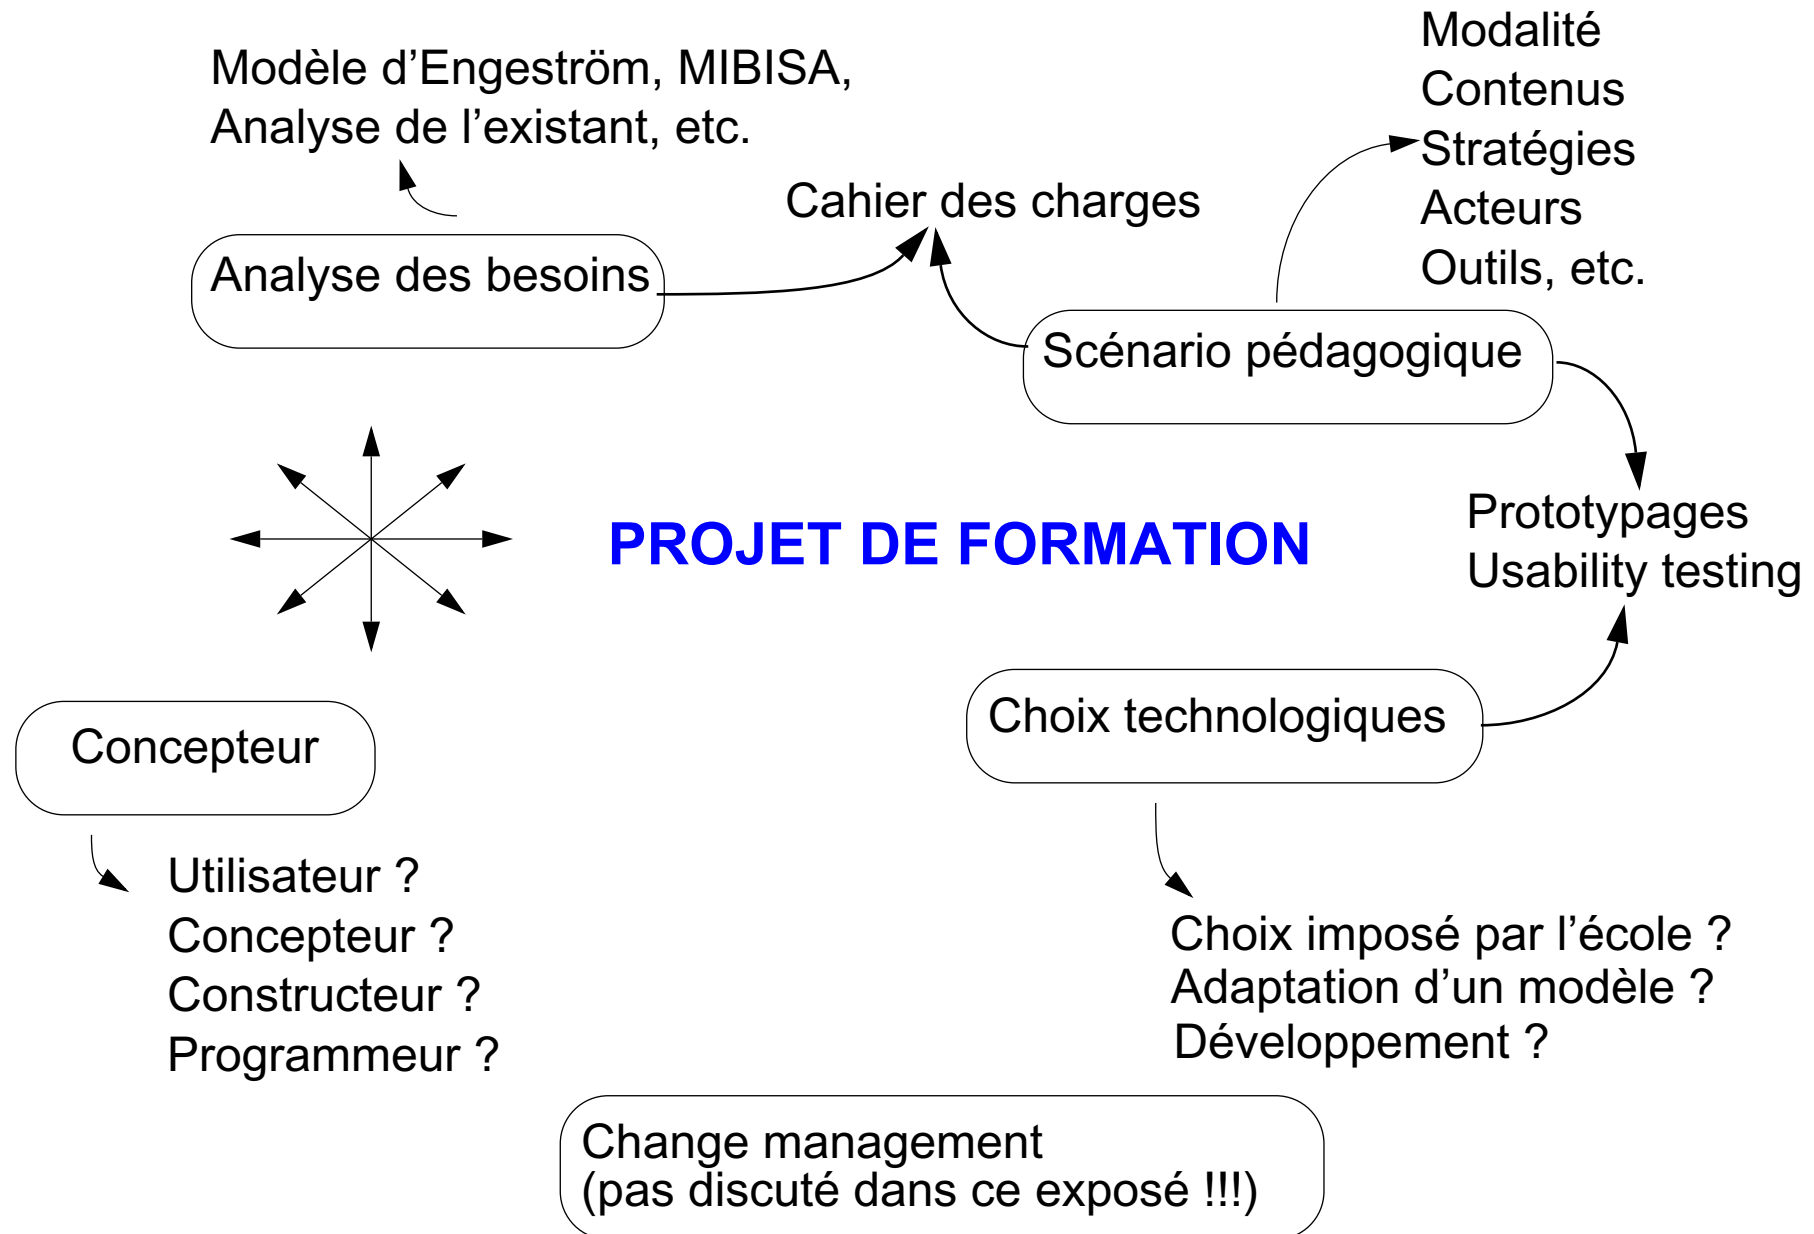 Modèle d’Engeström, MIBISA,
Analyse de l’existant, etc.
Modalité
Contenus
Stratégies
Acteurs
Outils, etc.
Cahier des charges
Analyse des besoins
Scénario pédagogique
PROJET DE FORMATION
Prototypages
Usability testing
Concepteur
Choix technologiques
Utilisateur ?
Concepteur ?
Constructeur ?
Programmeur ?
Choix imposé par l’école ?
Adaptation d’un modèle ?
Développement ?
Change management
(pas discuté dans ce exposé !!!)